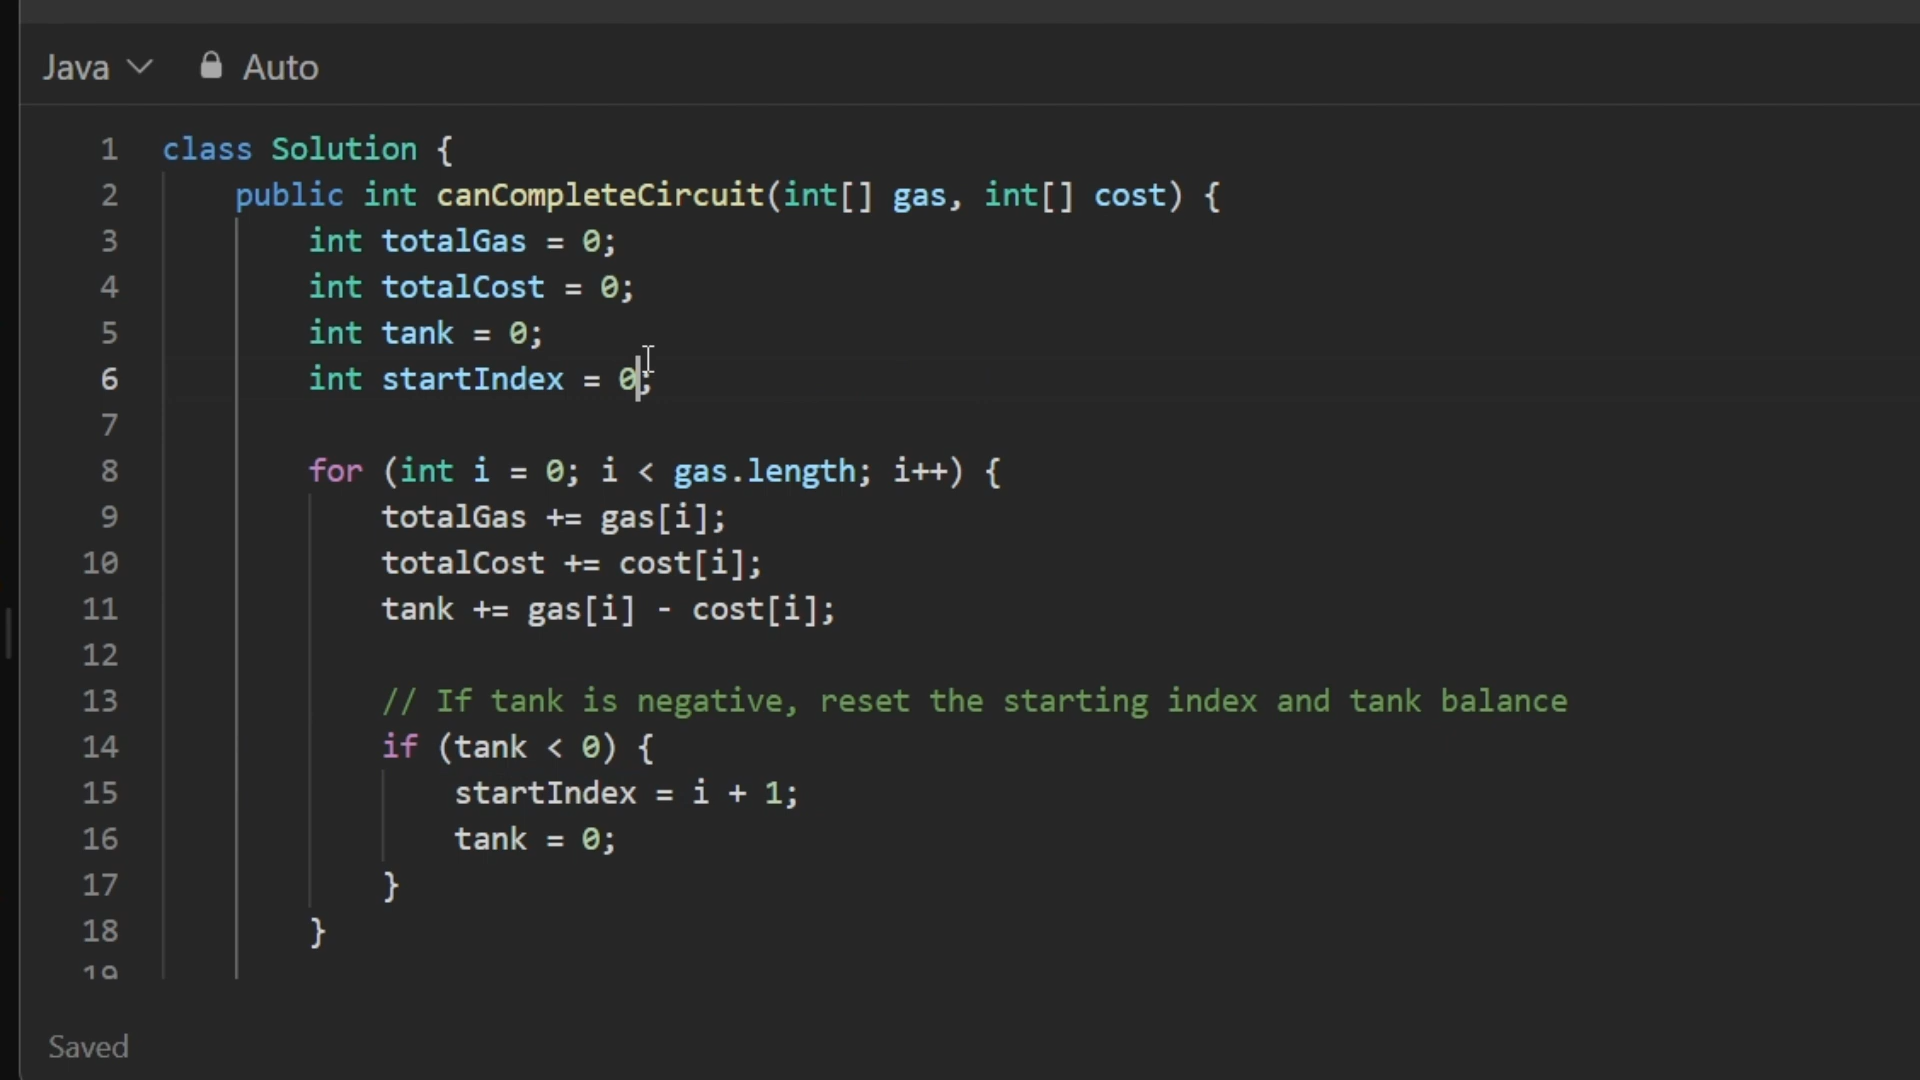 Java Auto
1 class Solution {
2 public int canCompleteCircuit(int[] gas, int[] cost) {
3 int totalGas = 0;
4 int totalCost = 0;
5 int tank = 0;
6 int startIndex = 0;
7
8 for (int i = 0; i < gas.length; i++) {
9 totalGas += gas[i];
10 totalCost += cost[i];
11 tank += gas[i] - cost[i];
12
13 // If tank is negative, reset the starting index and tank balance
14 if (tank < 0) {
15 startIndex = i + 1;
16 tank = 0;
17 }
18 }
19
Saved